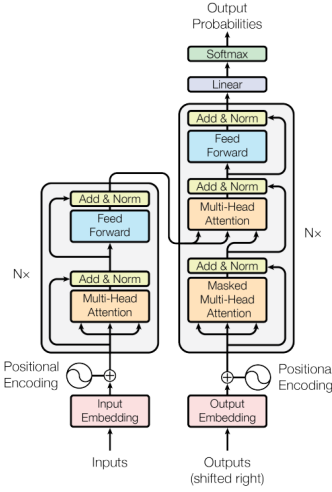 Output
Probabilities
Softmax
Linear
Add & Norm
Feed
Forward
Add & Norm
Multi-Head
Attention
Add & Norm
Masked
Multi-Head
Attention
Nx
Add & Norm
Feed
Forward
Nx
Add & Norm
Multi-Head
Attention
Positional
Encoding
Positiona
Encoding
Input
Embedding
Output
Embedding
Inputs
Outputs
(shifted right)